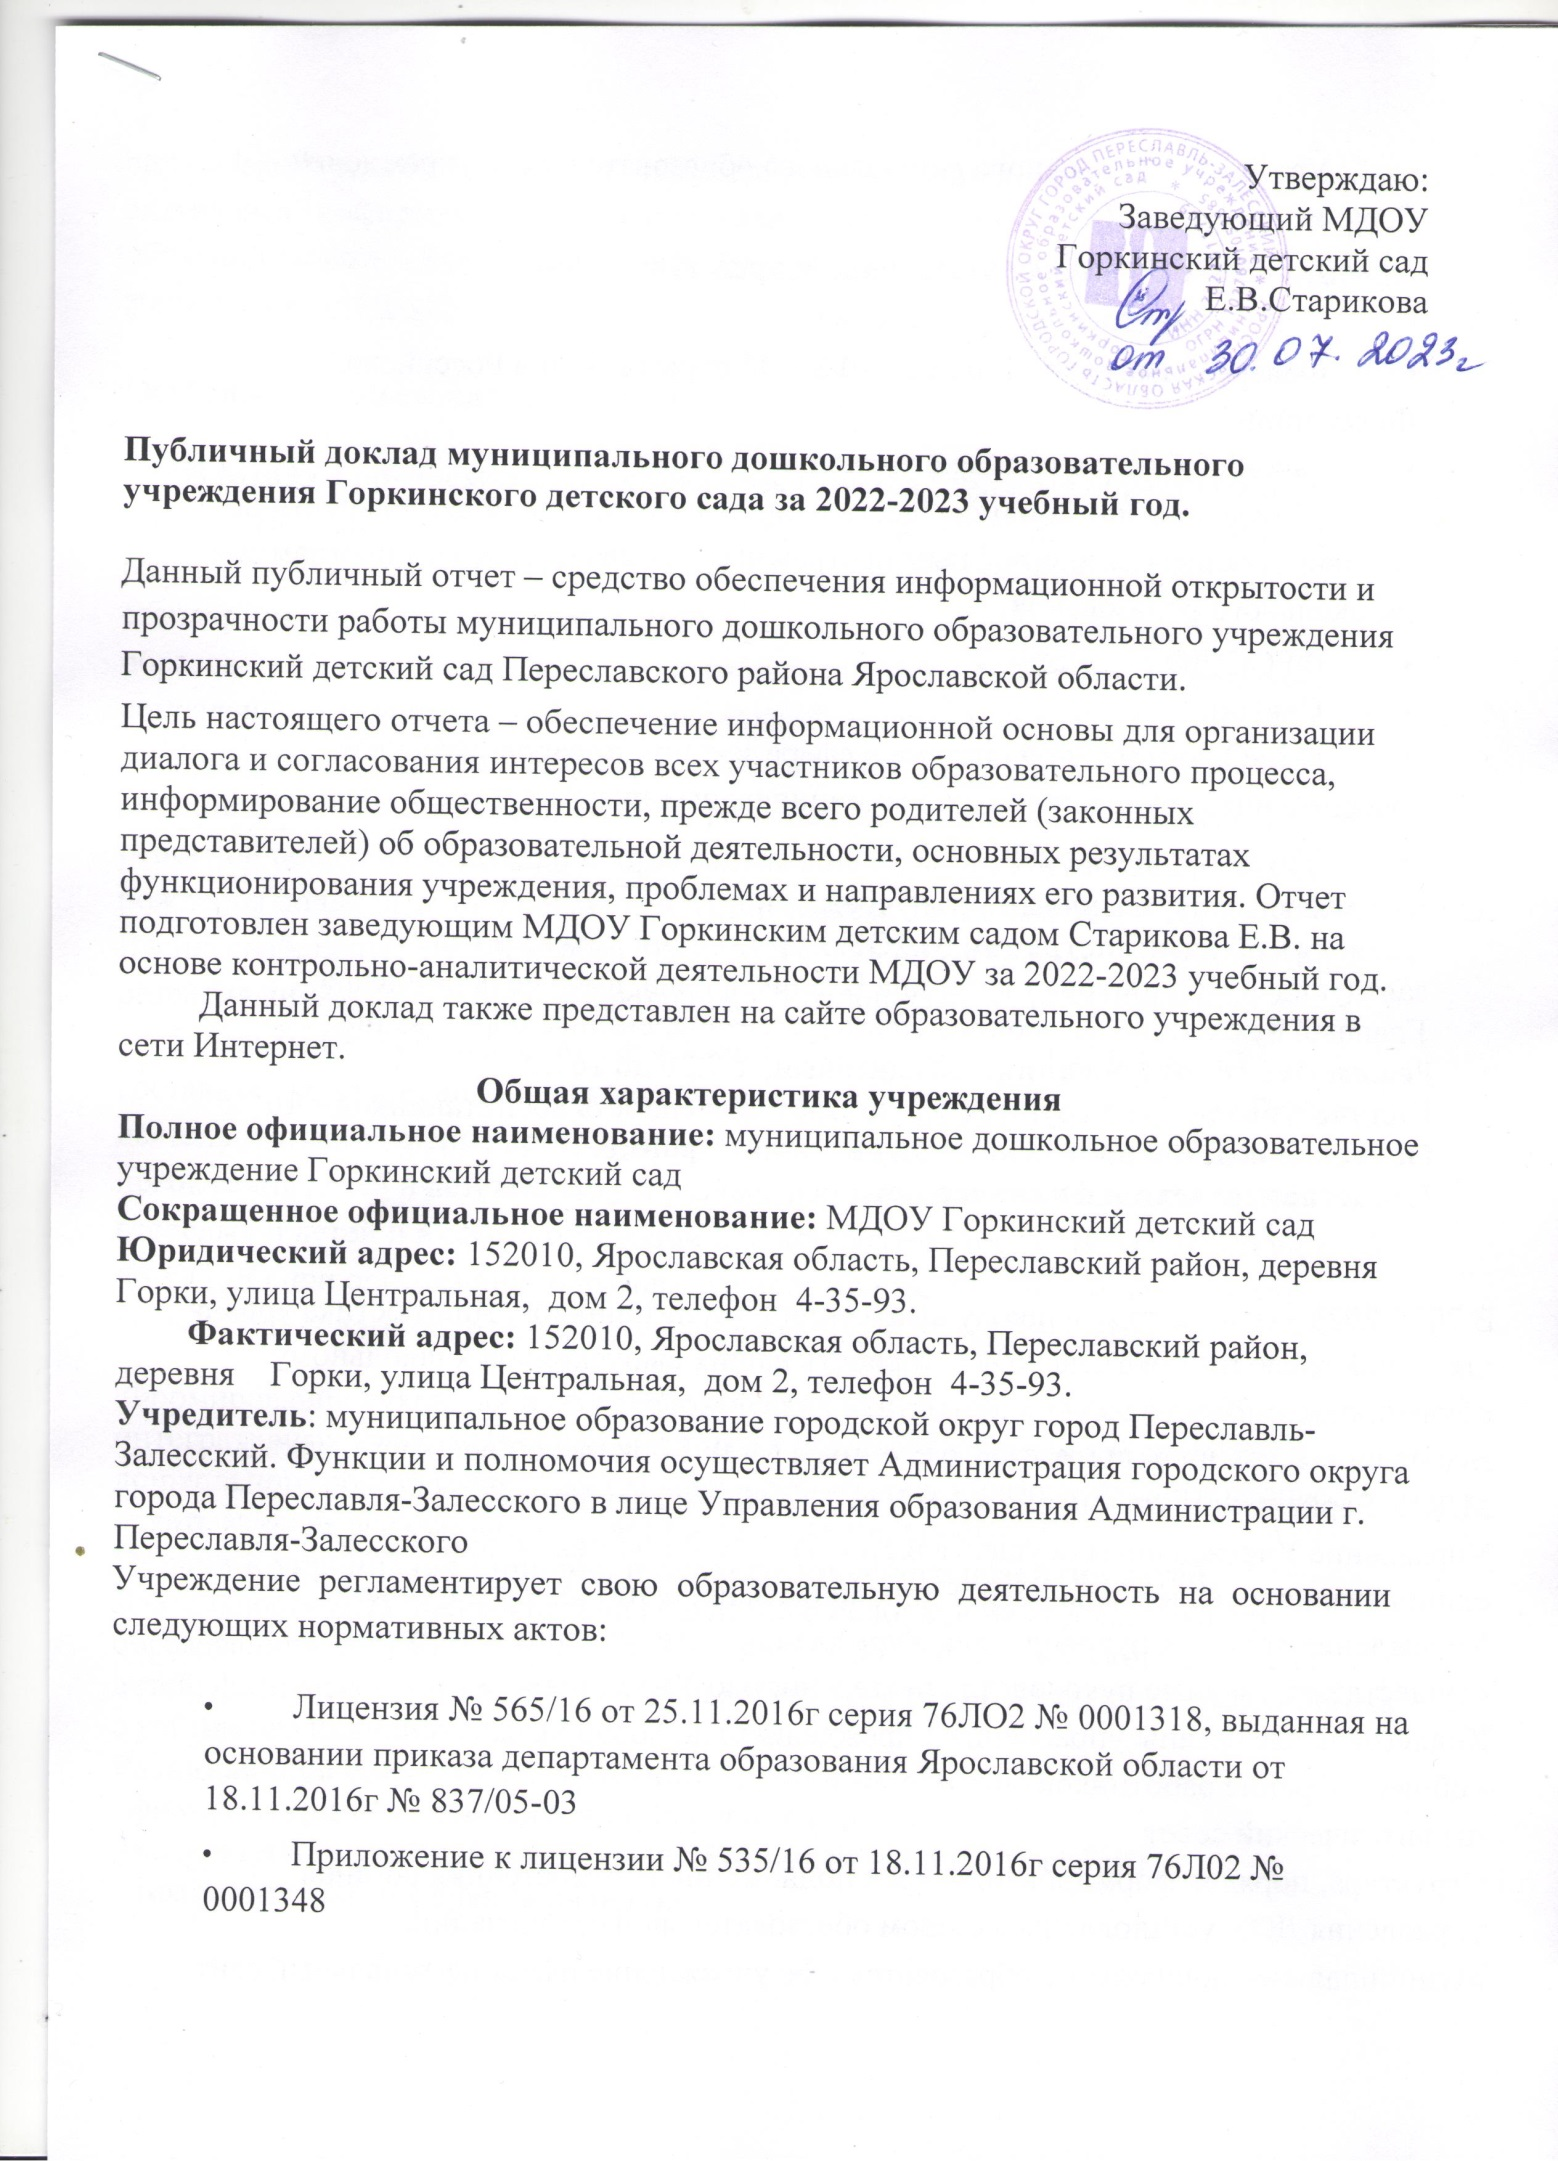 Утверждаю:
Заведующий МДОУ
Горкинский детский сад
Е.В.Старикова
от 30.07.2023г
Публичный доклад муниципального дошкольного образовательного
учреждения Горкинского детского сада за 2022-2023 учебный год.
Данный публичный отчет – средство обеспечения информационной открытости и
прозрачности работы муниципального дошкольного образовательного учреждения
Горкинский детский сад Переславского района Ярославской области.
Цель настоящего отчета – обеспечение информационной основы для организации
диалога и согласования интересов всех участников образовательного процесса,
информирование общественности, прежде всего родителей (законных
представителей) об образовательной деятельности, основных результатах
функционирования учреждения, проблемах и направлениях его развития. Отчет
подготовлен заведующим МДОУ Горкинским детским садом Старикова Е.В. на
основе контрольно-аналитической деятельности МДОУ за 2022-2023 учебный год.
Данный доклад также представлен на сайте образовательного учреждения в
сети Интернет.
Общая характеристика учреждения
Полное официальное наименование: муниципальное дошкольное образовательное
учреждение Горкинский детский сад
Сокращенное официальное наименование: МДОУ Горкинский детский сад
Юридический адрес: 152010, Ярославская область, Переславский район, деревня
Горки, улица Центральная, дом 2, телефон 4-35-93.
Фактический адрес: 152010, Ярославская область, Переславский район,
деревня Горки, улица Центральная, дом 2, телефон 4-35-93.
Учредитель: муниципальное образование городской округ город Переславль-
Залесский. Функции и полномочия осуществляет Администрация городского округа
города Переславля-Залесского в лице Управления образования Администрации г.
Переславля-Залесского
Учреждение регламентирует свою образовательную деятельность на основании
следующих нормативных актов:
• Лицензия № 565/16 от 25.11.2016г серия 76ЛО2 № 0001318, выданная на
основании приказа департамента образования Ярославской области от
18.11.2016г № 837/05-03
• Приложение к лицензии № 535/16 от 18.11.2016г серия 76Л02 №
0001348